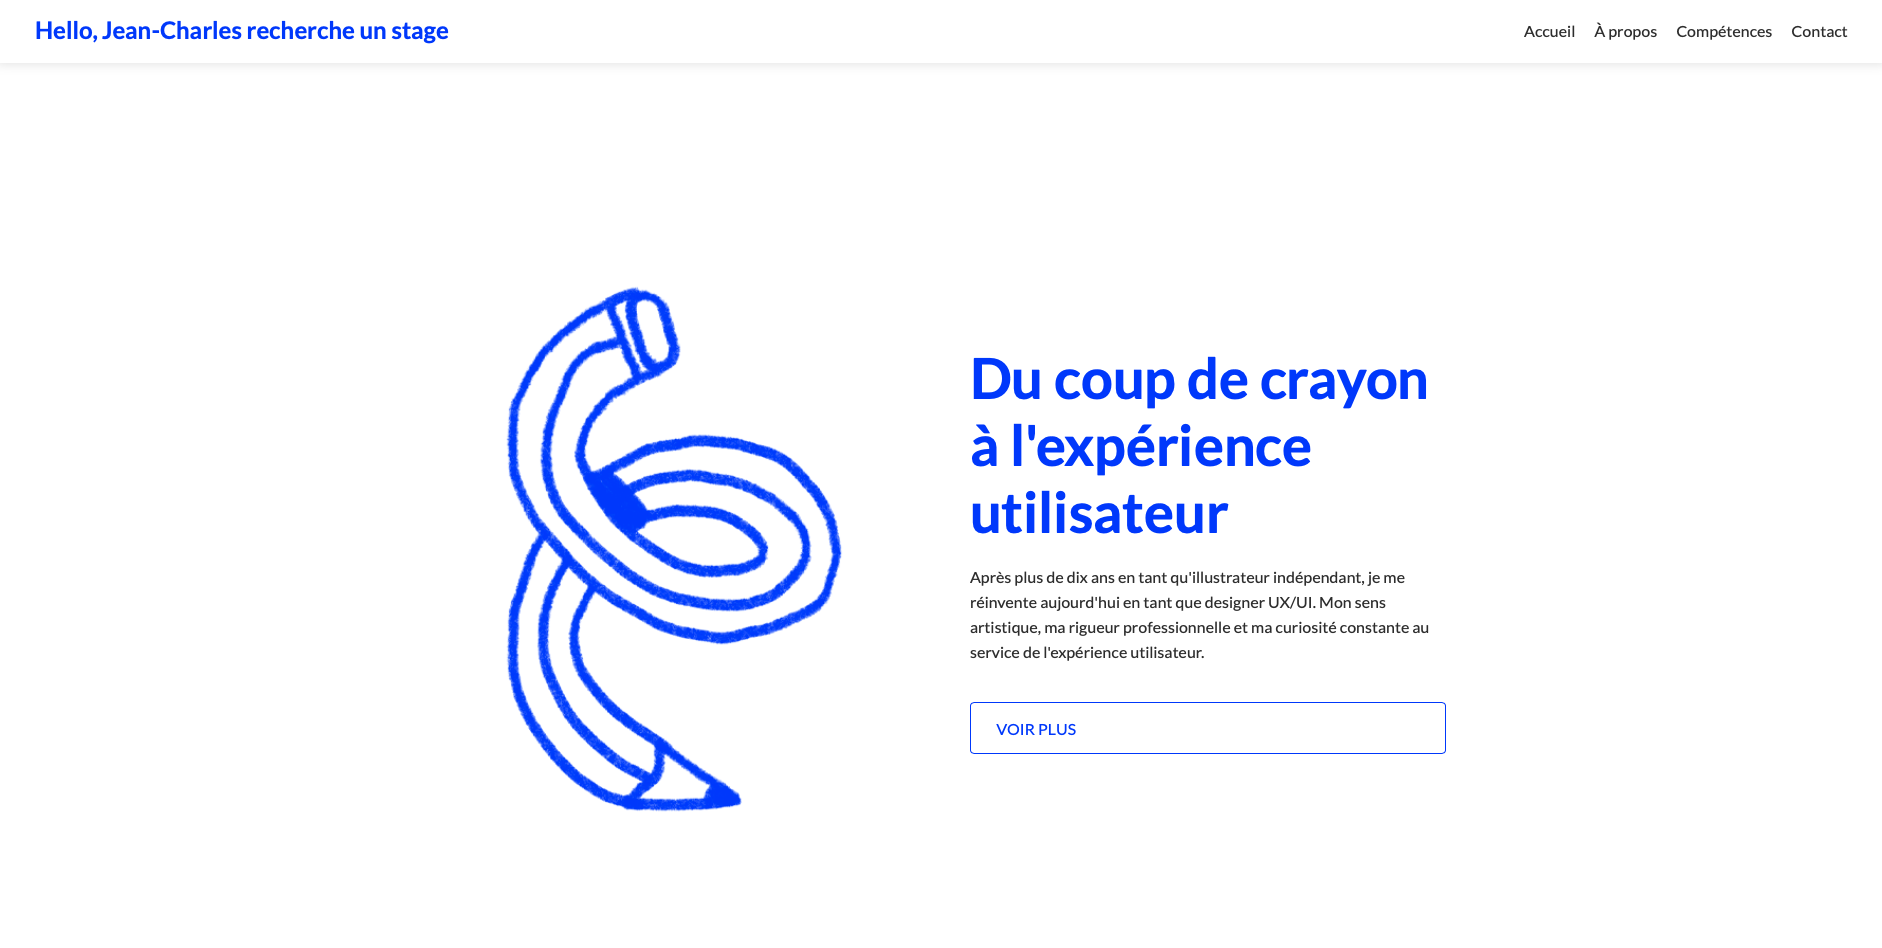 Hello, Jean-Charles recherche un stage
Accueil
À propos
Compétences
Contact
Du coup de crayon
à l'expérience
utilisateur
Après plus de dix ans en tant qu'illustrateur indépendant, je me
réinvente aujourd'hui en tant que designer UX/UI. Mon sens
artistique, ma rigueur professionnelle et ma curiosité constante au
service de l'expérience utilisateur.
VOIR PLUS